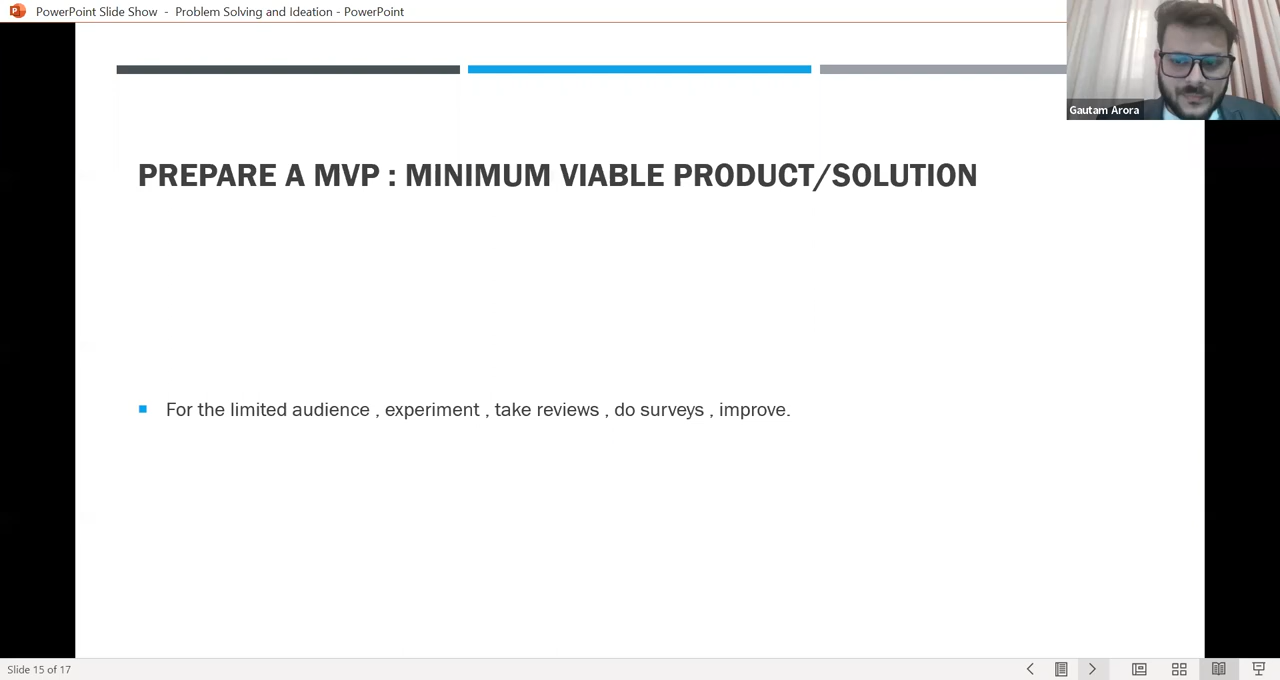 PowerPoint Slide Show - Problem Solving and Ideation - PowerPoint
Gautam Arora
PREPARE A MVP : MINIMUM VIABLE PRODUCT/SOLUTION
For the limited audience , experiment , take reviews , do surveys , improve.
Slide 15 of 17